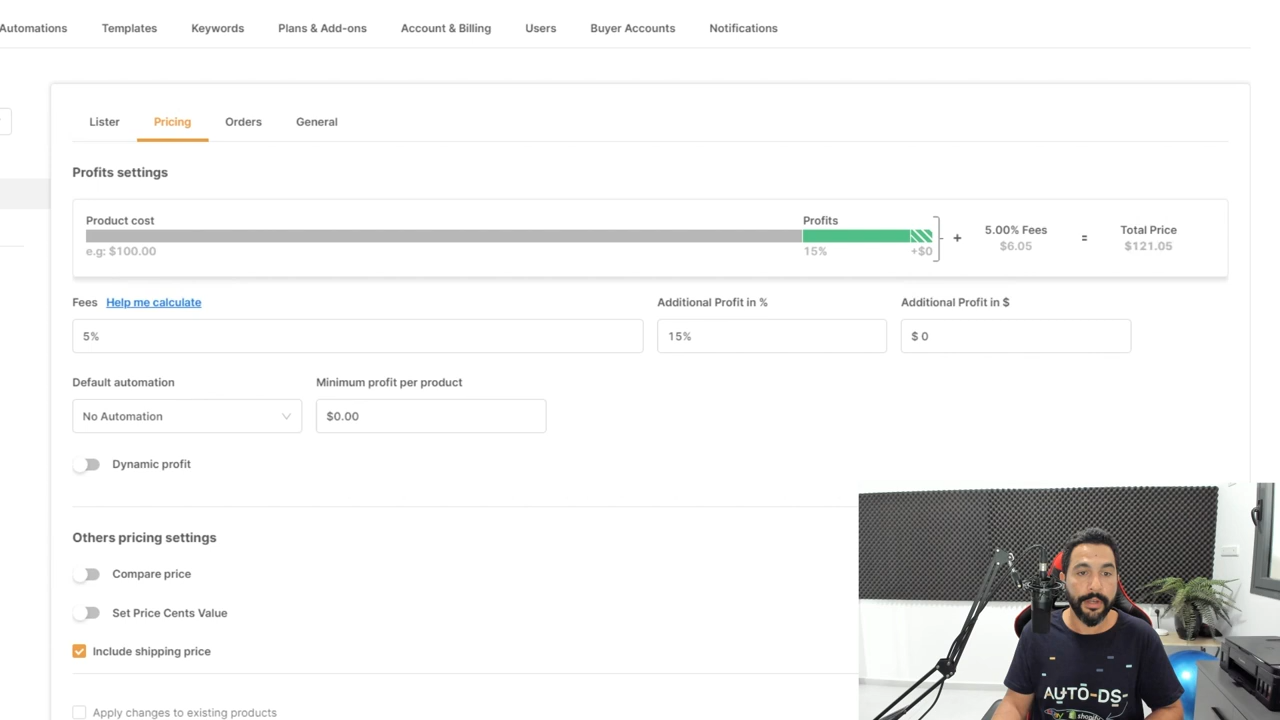 Automations Templates Keywords Plans & Add-ons Account & Billing Users Buyer Accounts Notifications
Lister Pricing Orders General
Profits settings
Product cost Profits
5.00% Fees Total Price
+ =
$6.05 $121.05
e.g: $100.00 15% +$0
Fees Help me calculate Additional Profit in % Additional Profit in $
5% 15% $ 0
Default automation Minimum profit per product
No Automation $0.00
Dynamic profit
Others pricing settings
Compare price
Set Price Cents Value
Include shipping price
Apply changes to existing products
AUTO-DS
shopify